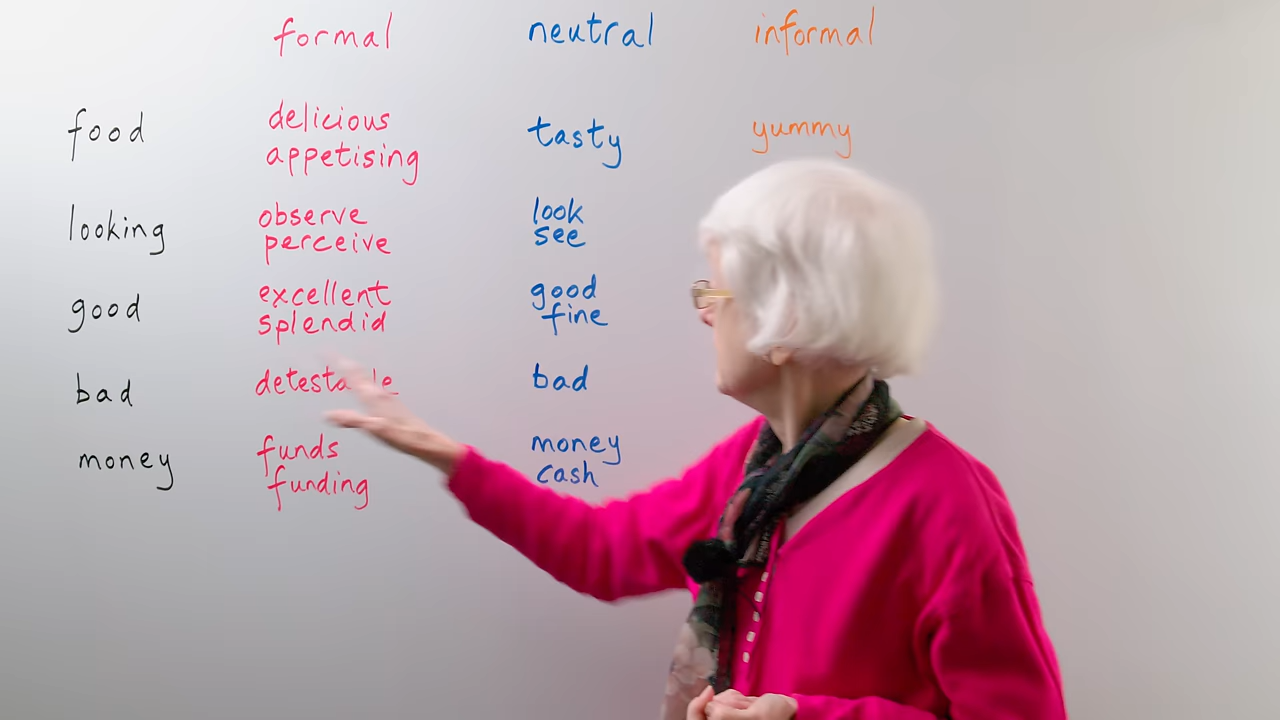 formal neutral informal
food delicious tasty yummy
appetising
looking observe look
perceive see
good excellent good
splendid fine
bad bad
money funds money
funding cash